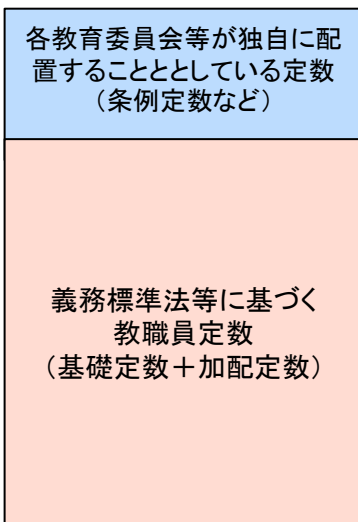 各教育委員会等が独自に配
置することととしている定数
（条例定数など）
義務標準法等に基づく
教職員定数
（基礎定数＋加配定数）